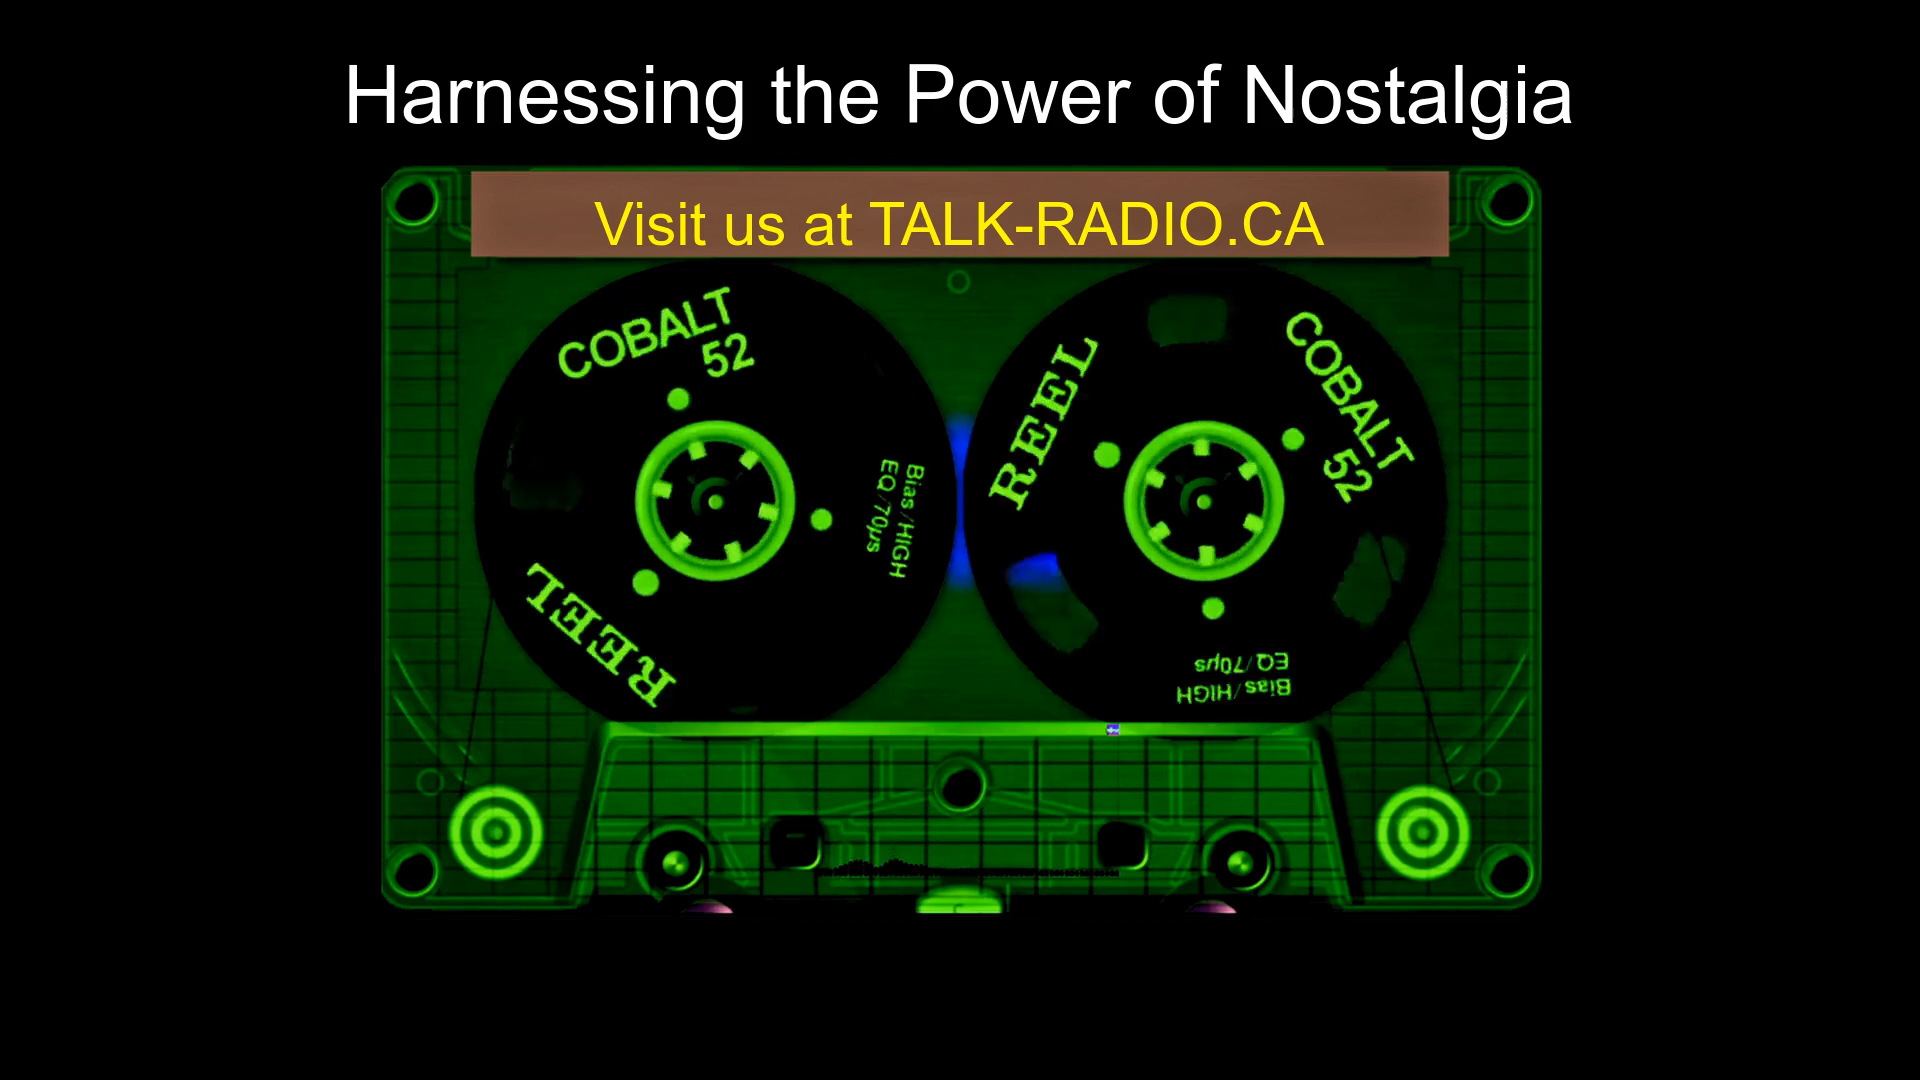 Harnessing the Power of Nostalgia
Visit us at TALK-RADIO.CA
COBALT
52
Bias/HIGH
EQ/70µs
REEL
REEL
COBALT
52
Bias/HIGH
EQ/70µs